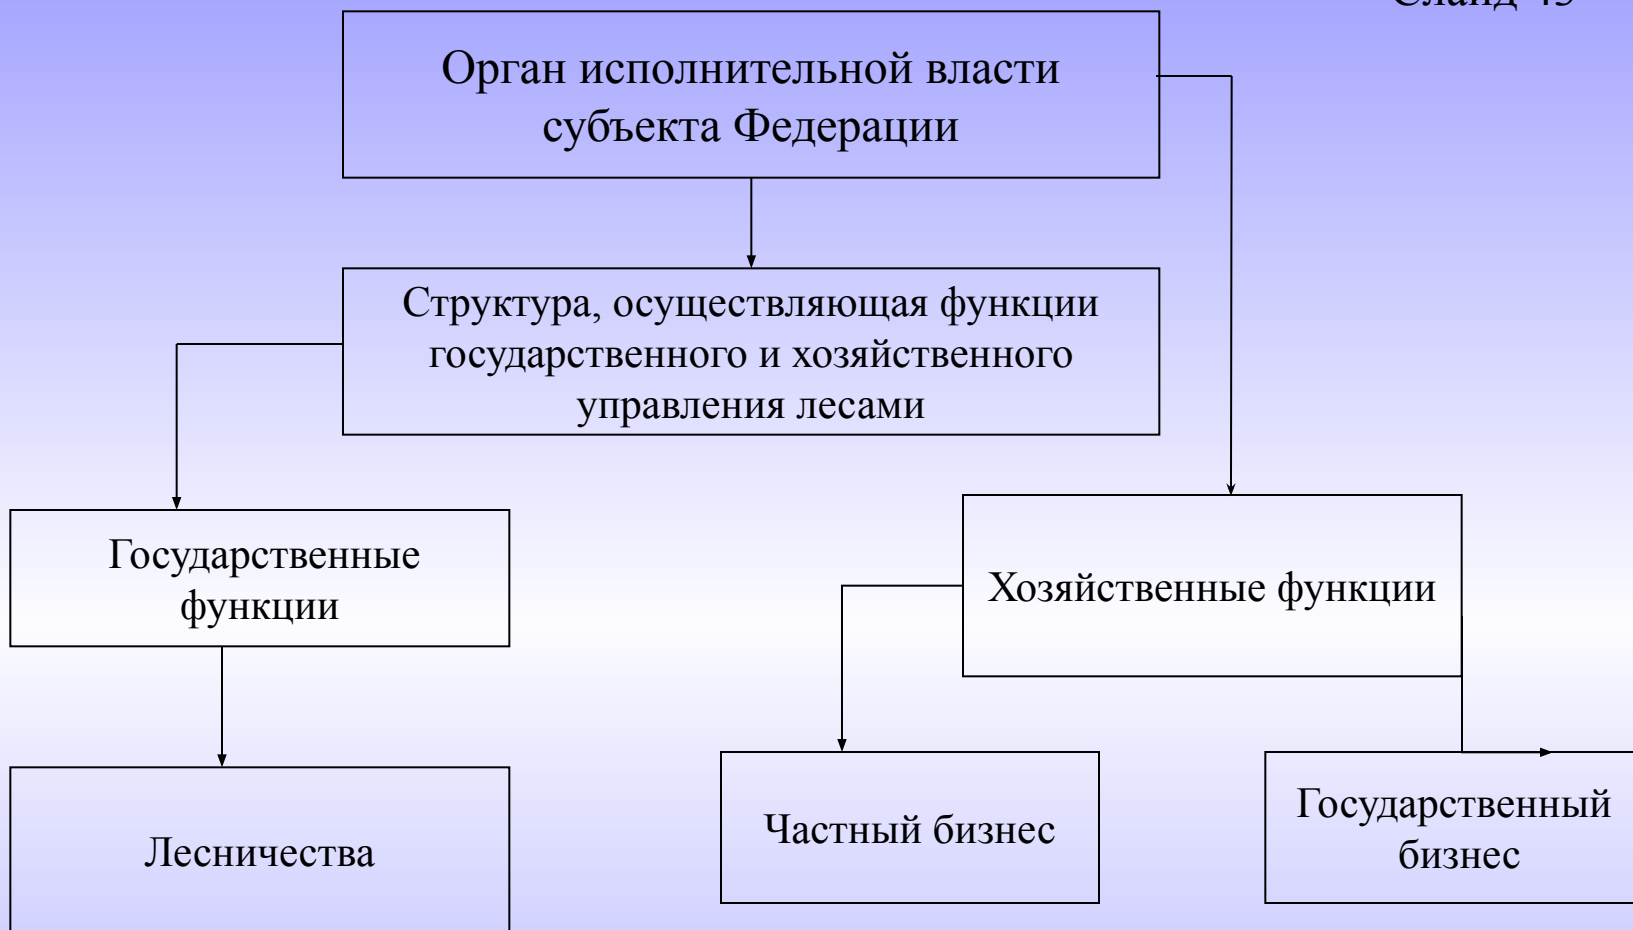 Орган исполнительной власти
субъекта Федерации
Структура, осуществляющая функции
государственного и хозяйственного
управления лесами
Государственные
функции
Хозяйственные функции
Лесничества
Частный бизнес
Государственный
бизнес